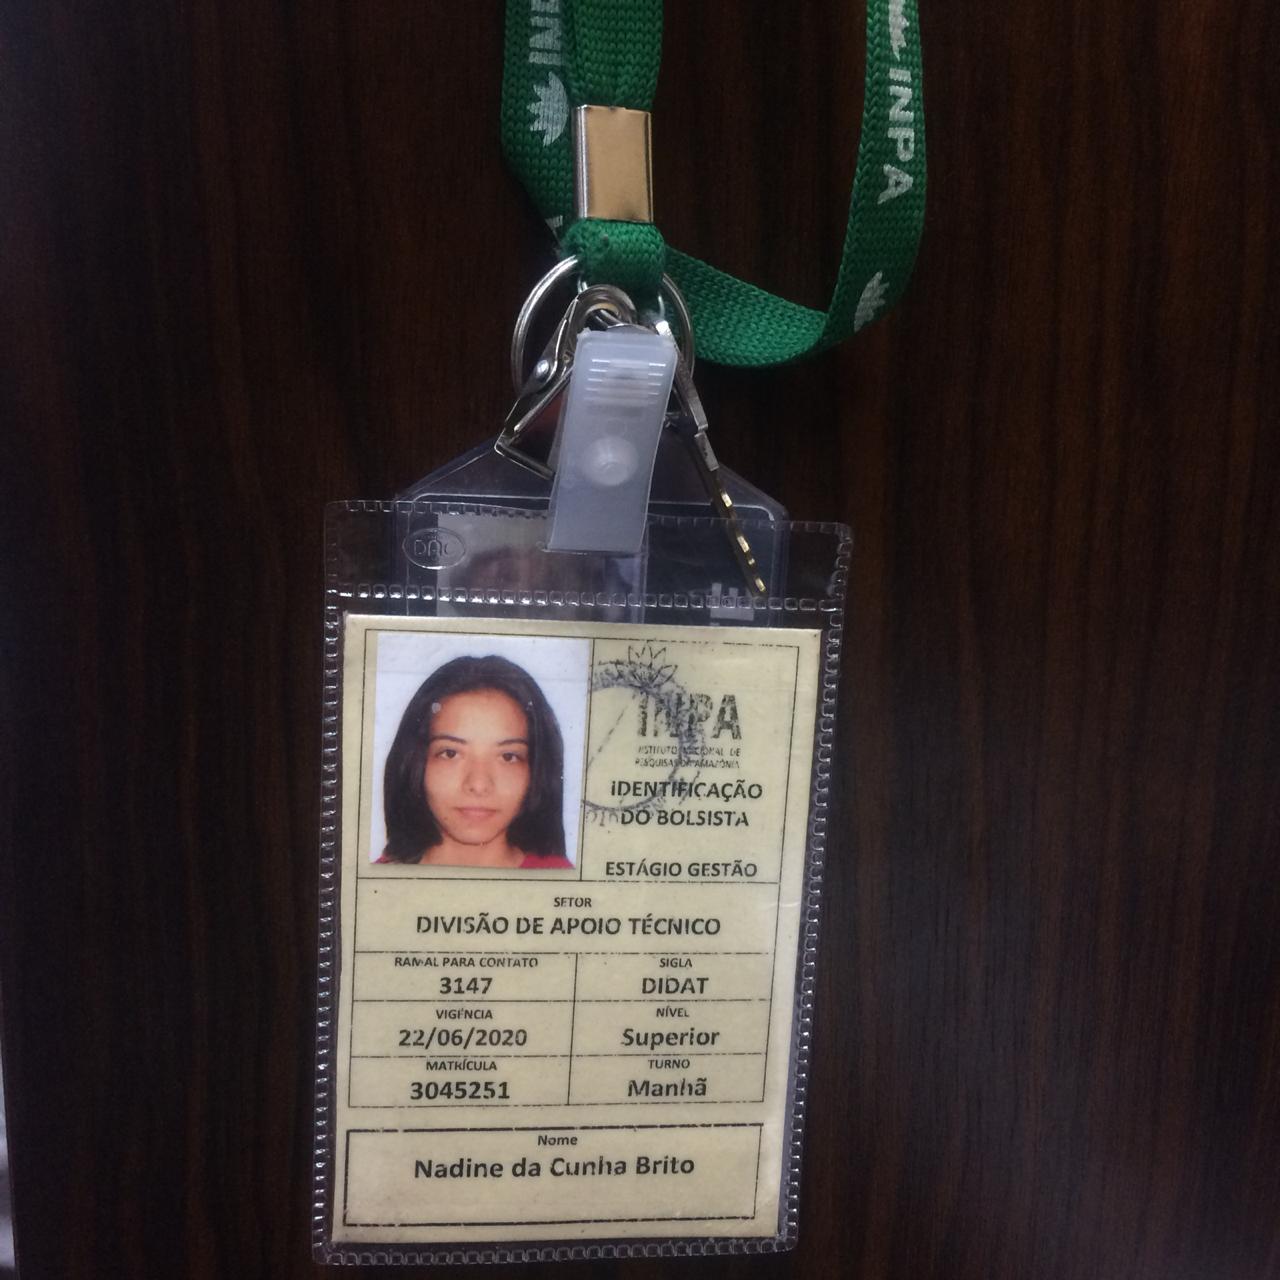 INPA
INPA
DAC
INPA
INSTITUTO NACIONAL DE
PESQUISAS DA AMAZÔNIA
IDENTIFICAÇÃO
DO BOLSISTA
ESTÁGIO GESTÃO
SETOR
DIVISÃO DE APOIO TÉCNICO
RAMAL PARA CONTATO
3147
SIGLA
DIDAT
VIGÊNCIA
22/06/2020
NÍVEL
Superior
MATRÍCULA
3045251
TURNO
Manhã
Nome
Nadine da Cunha Brito